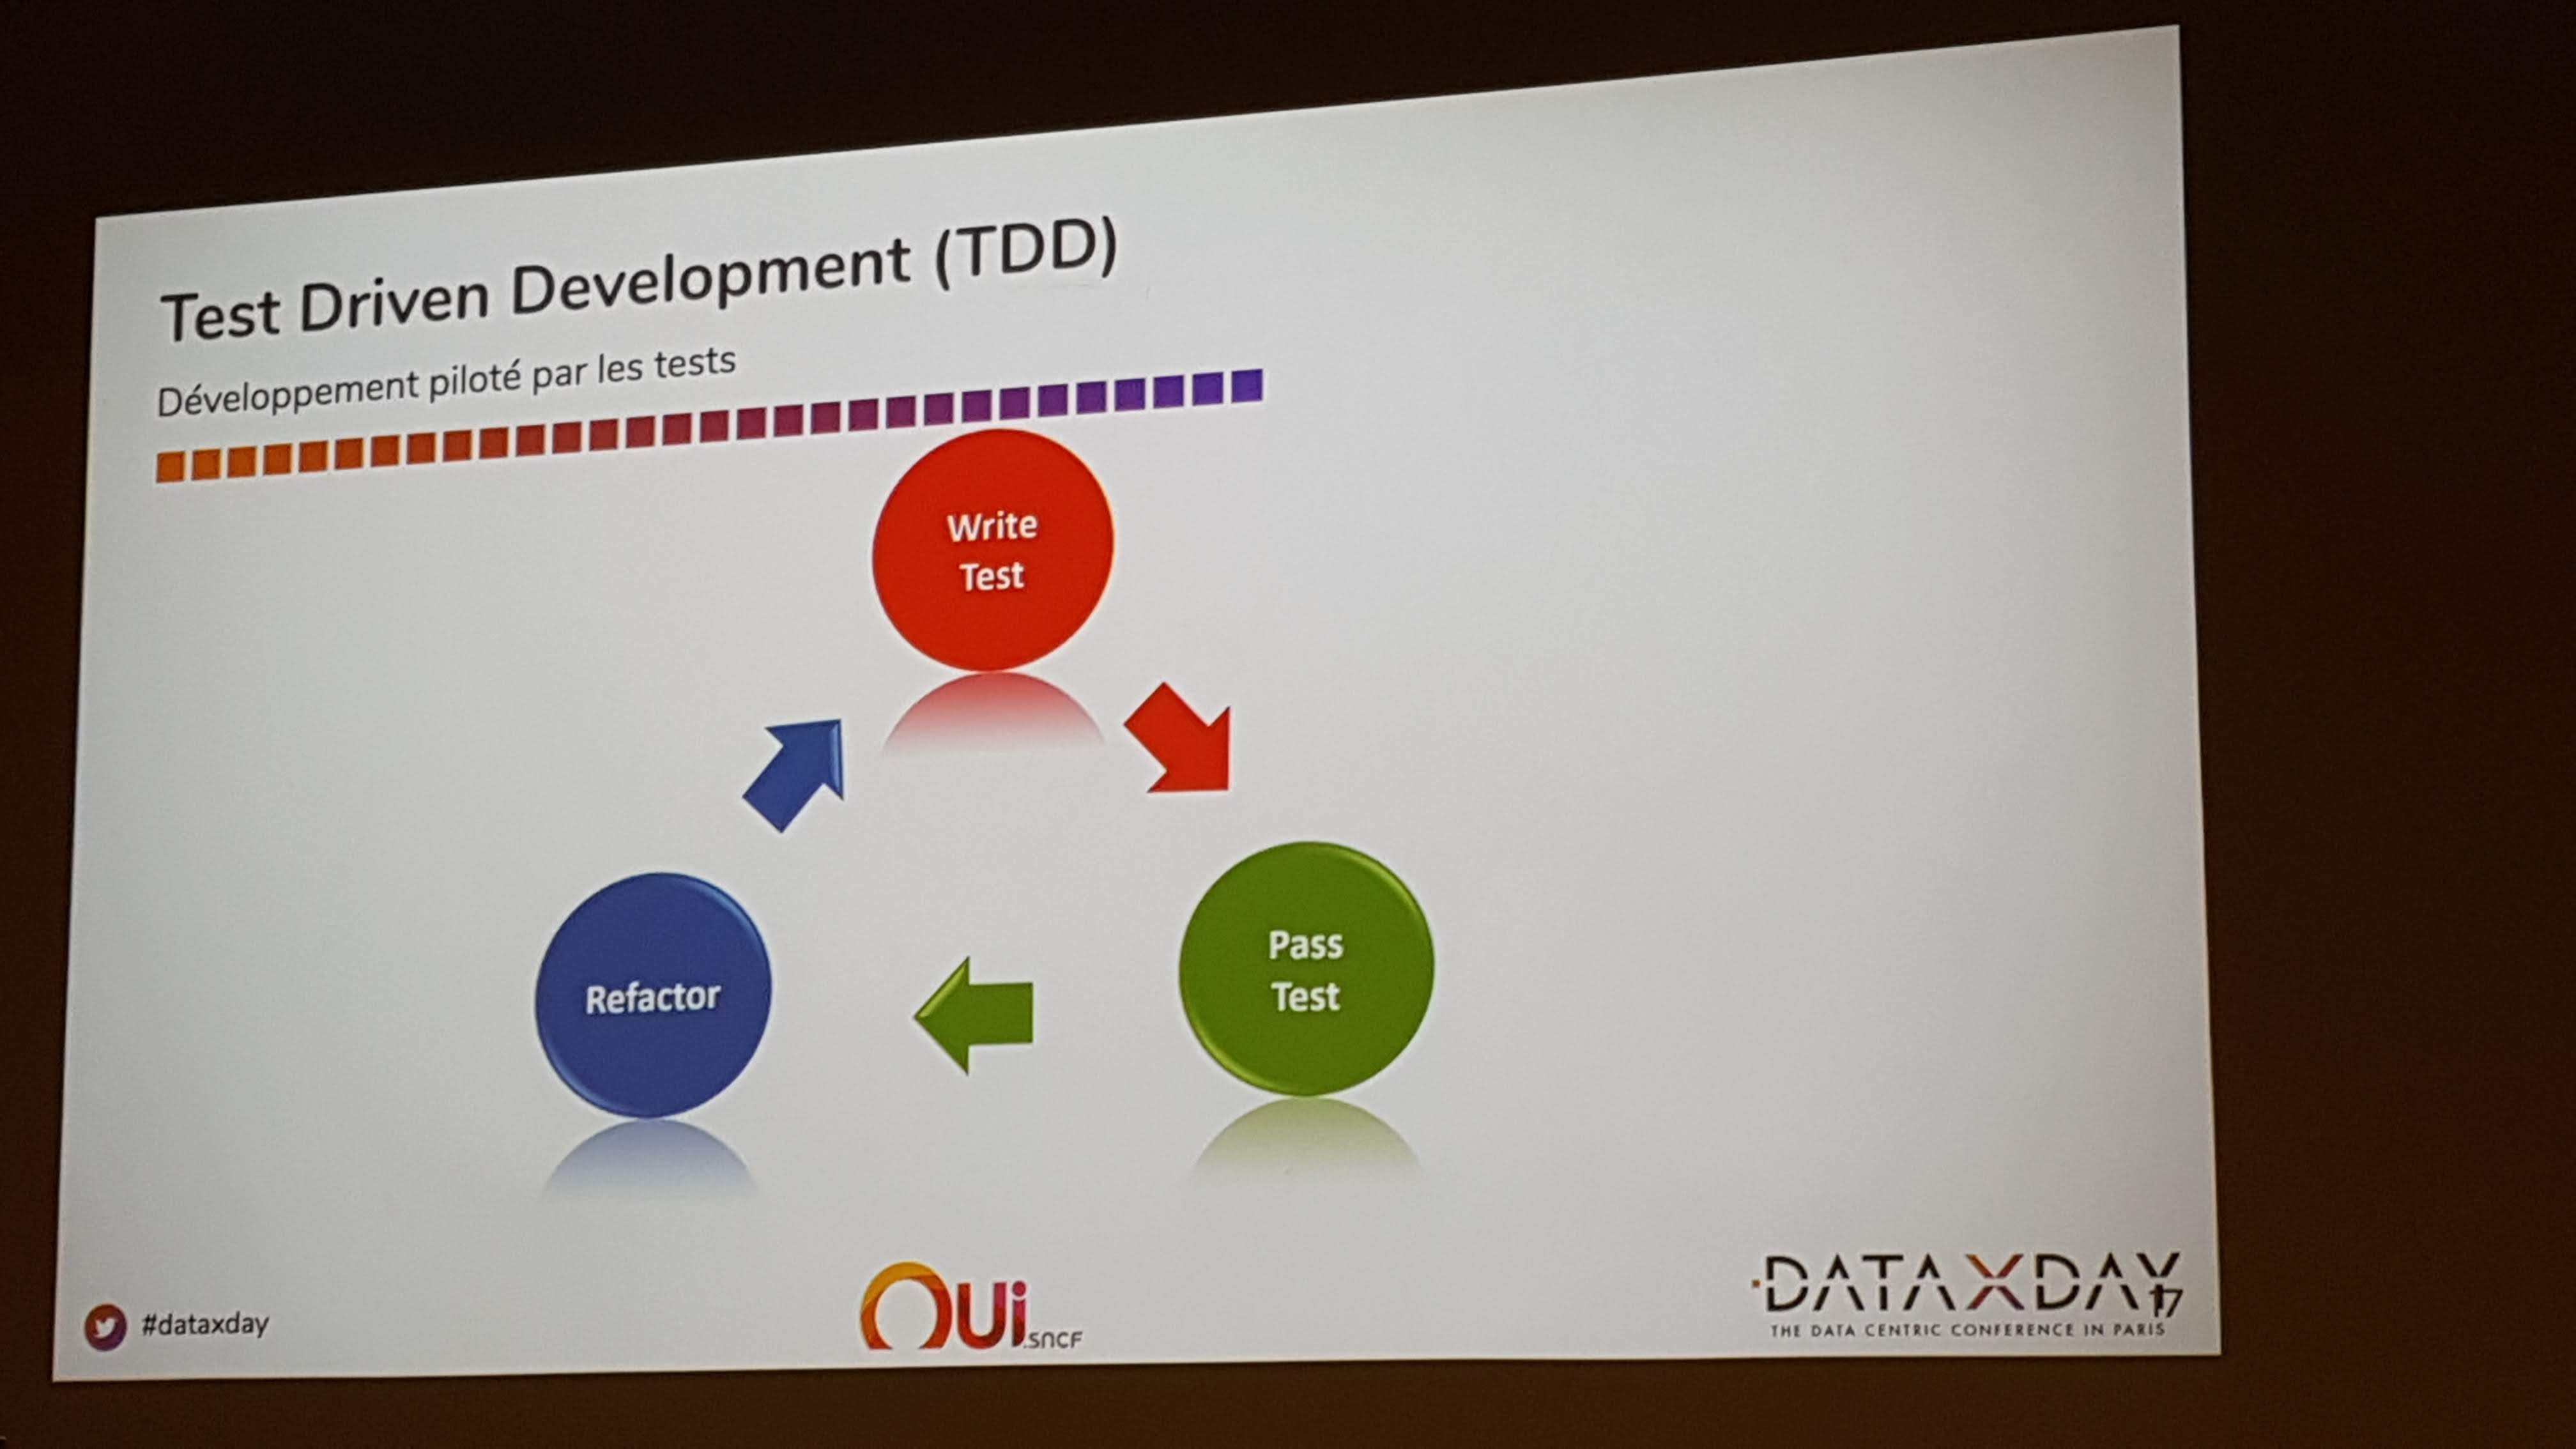 Test Driven Development (TDD)
Développement piloté par les tests
Write
Test
Pass
Test
Refactor
#dataxday
OUi.sncf
DATAXDAY
17
THE DATA CENTRIC CONFERENCE IN PARIS